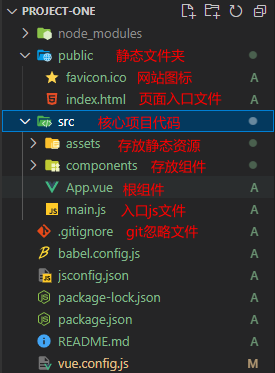 PROJECT-ONE
node_modules
public 静态文件夹
favicon.ico 网站图标 A
index.html 页面入口文件 A
src 核心项目代码
assets 存放静态资源
components 存放组件
App.vue 根组件 A
main.js 入口js文件 A
.gitignore git忽略文件 A
babel.config.js A
jsconfig.json A
package-lock.json A
package.json A
README.md A
vue.config.js M